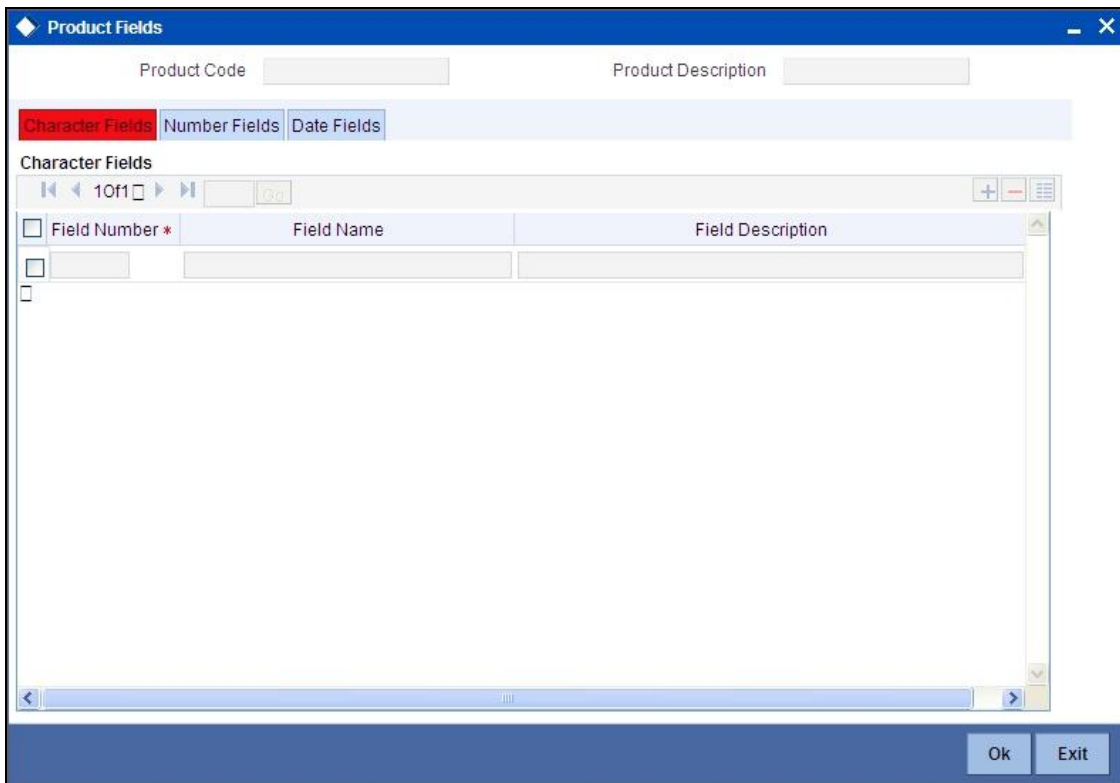 Product Fields
Product Code Product Description
Character Fields Number Fields Date Fields
Character Fields
1Of1 Go
Field Number * Field Name Field Description
Ok Exit